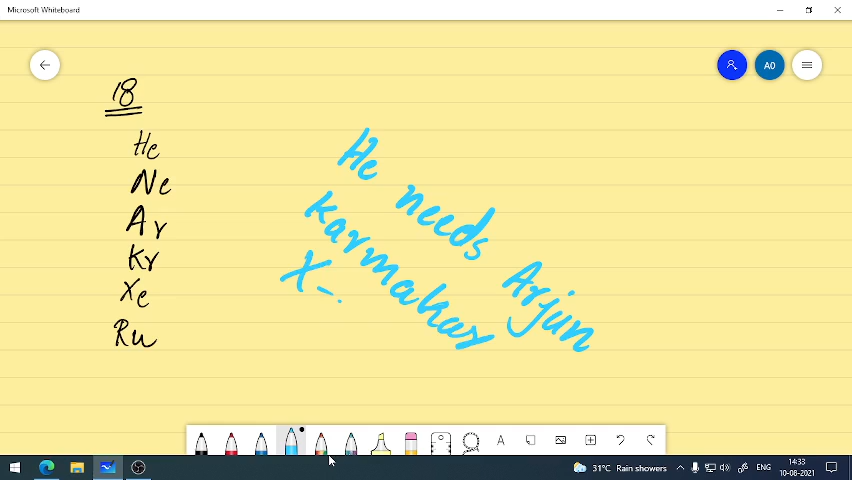 Microsoft Whiteboard
A0
18
He
Ne
Ar
Kr
Xe
Ru
He needs Arjun
karmakar
X-
A
31°C Rain showers
ENG
14:33
10-08-2021